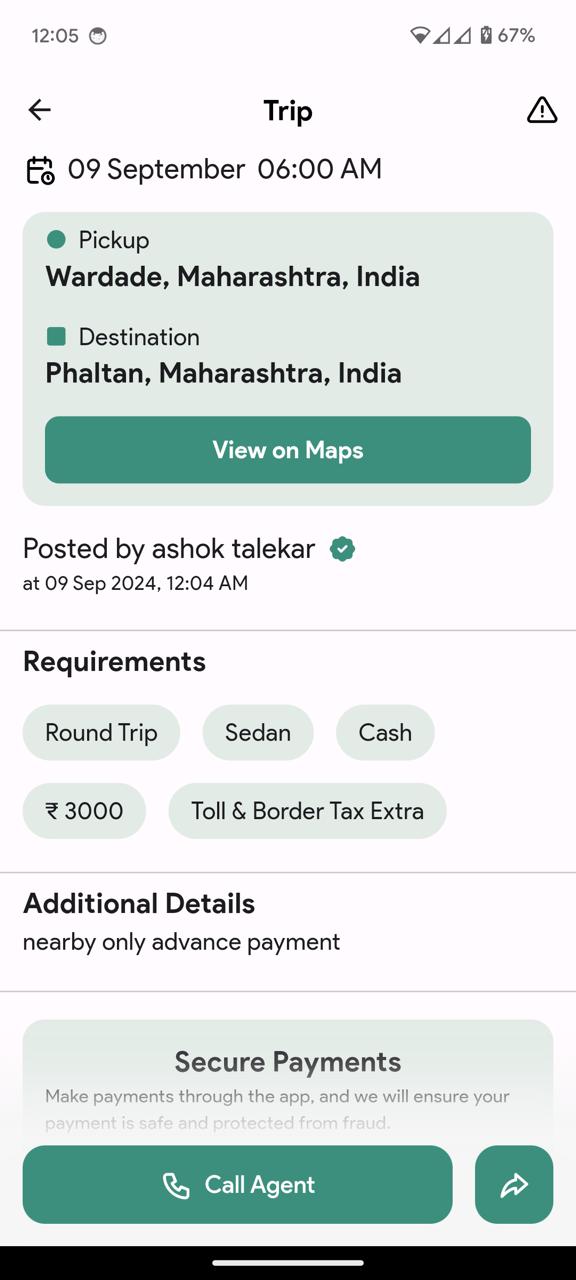 12:05
67%
Trip
09 September 06:00 AM
Pickup
Wardade, Maharashtra, India
Destination
Phaltan, Maharashtra, India
View on Maps
Posted by ashok talekar
at 09 Sep 2024, 12:04 AM
Requirements
Round Trip
Sedan
Cash
₹ 3000
Toll & Border Tax Extra
Additional Details
nearby only advance payment
Secure Payments
Make payments through the app, and we will ensure your
payment is safe and protected from fraud.
Call Agent